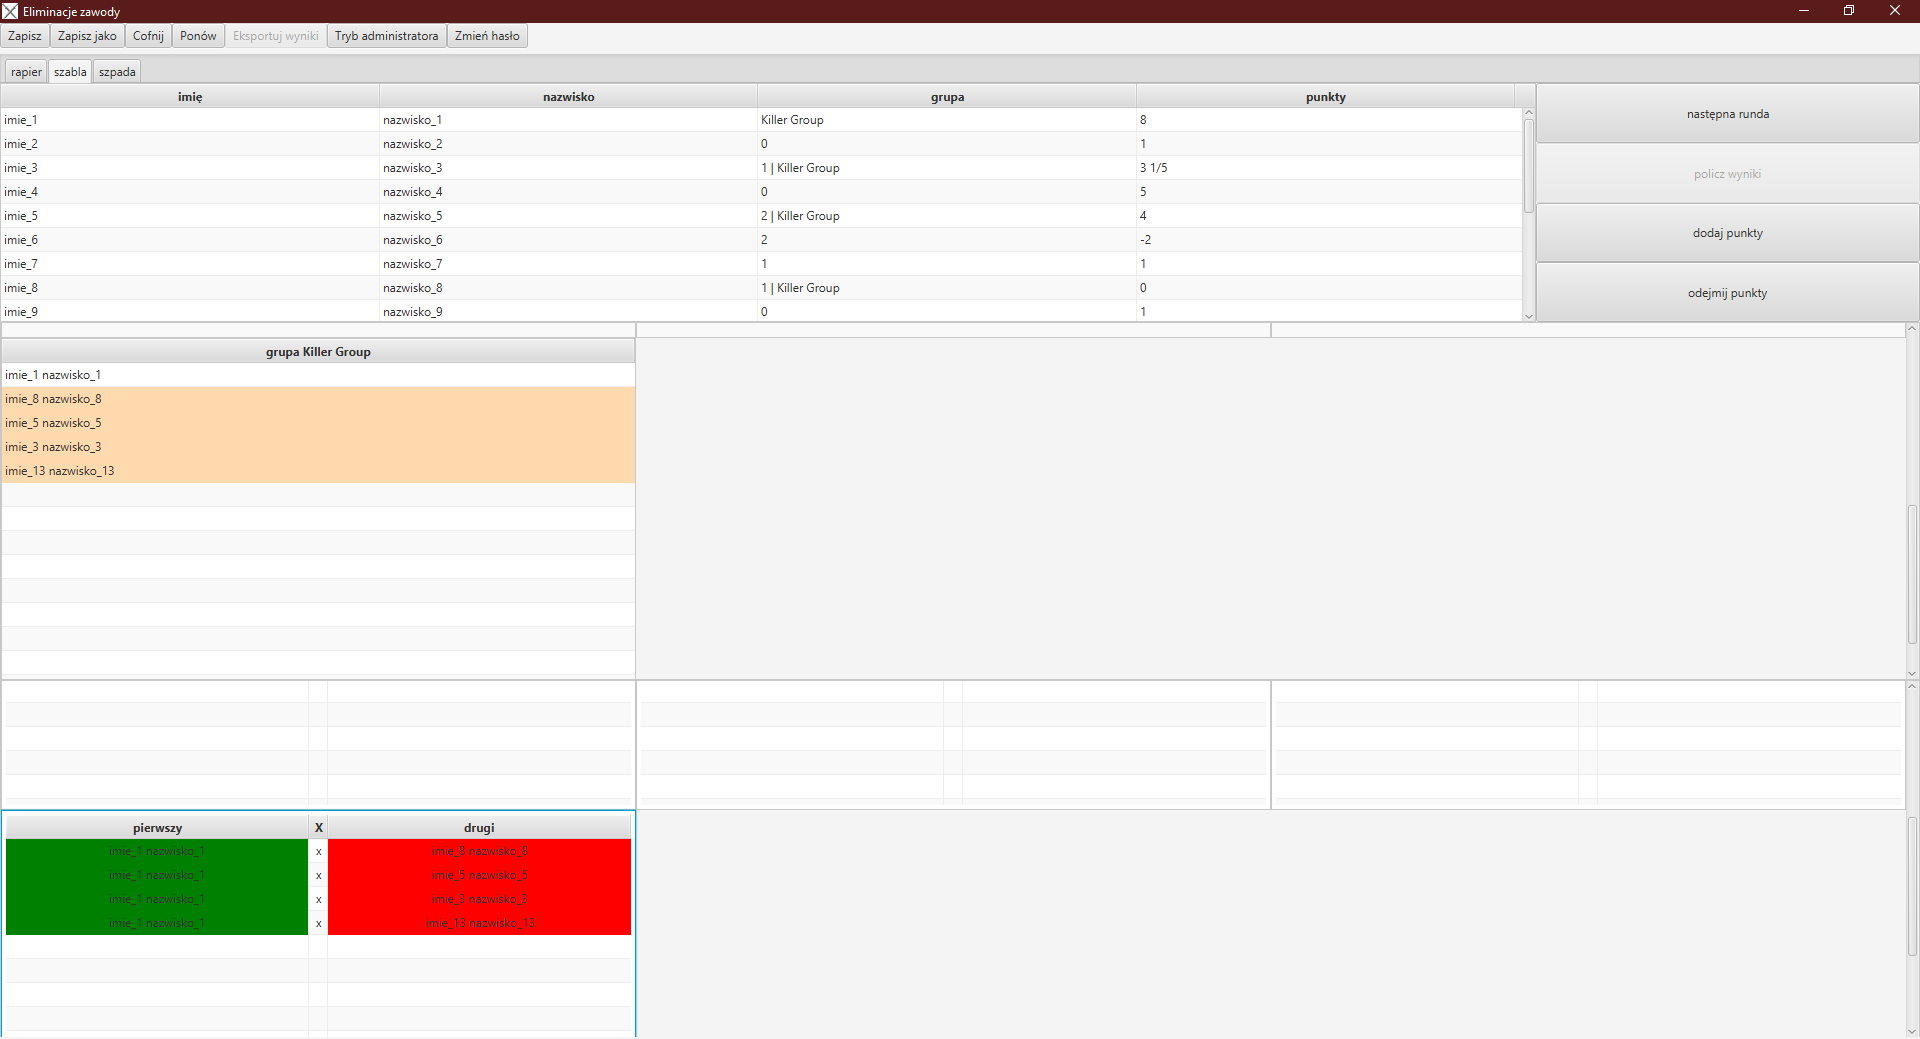 Eliminacje zawody
Zapisz Zapisz jako Cofnij Ponów Eksportuj wyniki Tryb administratora Zmień hasło
rapier szabla szpada
imię nazwisko grupa punkty
imie_1 nazwisko_1 Killer Group 8
imie_2 nazwisko_2 0 1
imie_3 nazwisko_3 1 | Killer Group 3 1/5
imie_4 nazwisko_4 0 5
imie_5 nazwisko_5 2 | Killer Group 4
imie_6 nazwisko_6 2 -2
imie_7 nazwisko_7 1 1
imie_8 nazwisko_8 1 | Killer Group 0
imie_9 nazwisko_9 0 1
następna runda
policz wyniki
dodaj punkty
odejmij punkty
grupa Killer Group
imie_1 nazwisko_1
imie_8 nazwisko_8
imie_5 nazwisko_5
imie_3 nazwisko_3
imie_13 nazwisko_13
pierwszy X drugi
imie_1 nazwisko_1 x imie_8 nazwisko_8
imie_1 nazwisko_1 x imie_5 nazwisko_5
imie_1 nazwisko_1 x imie_3 nazwisko_3
imie_1 nazwisko_1 x imie_13 nazwisko_13